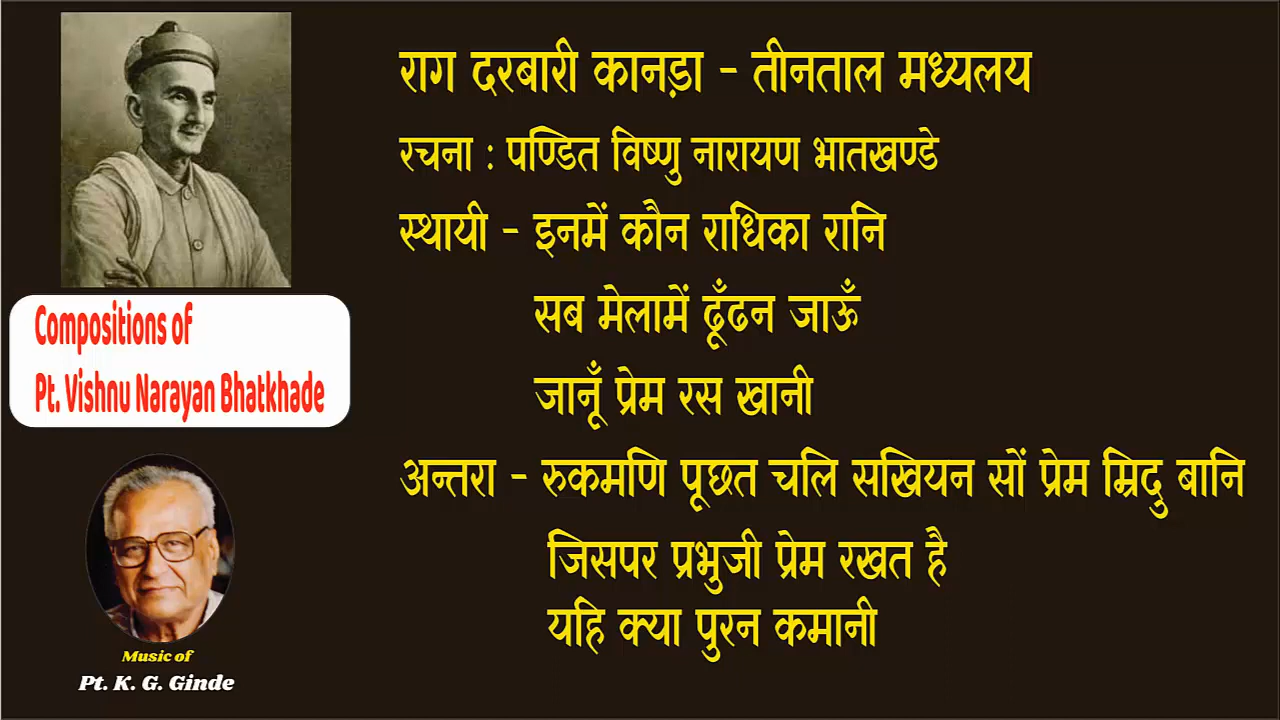 राग दरबारी कानड़ा - तीनताल मध्यलय
रचना : पण्डित विष्णु नारायण भातखण्डे
स्थायी - इनमें कौन राधिका रानि
सब मेलामें ढूँढन जाऊँ
जानूँ प्रेम रस खानी
अन्तरा - रुकमणि पूछत चलि सखियन सों प्रेम म्रिदु बानि
जिसपर प्रभुजी प्रेम रखत है
यहि क्या पुरन कमानी
Compositions of
Pt. Vishnu Narayan Bhatkhade
Music of
Pt. K. G. Ginde